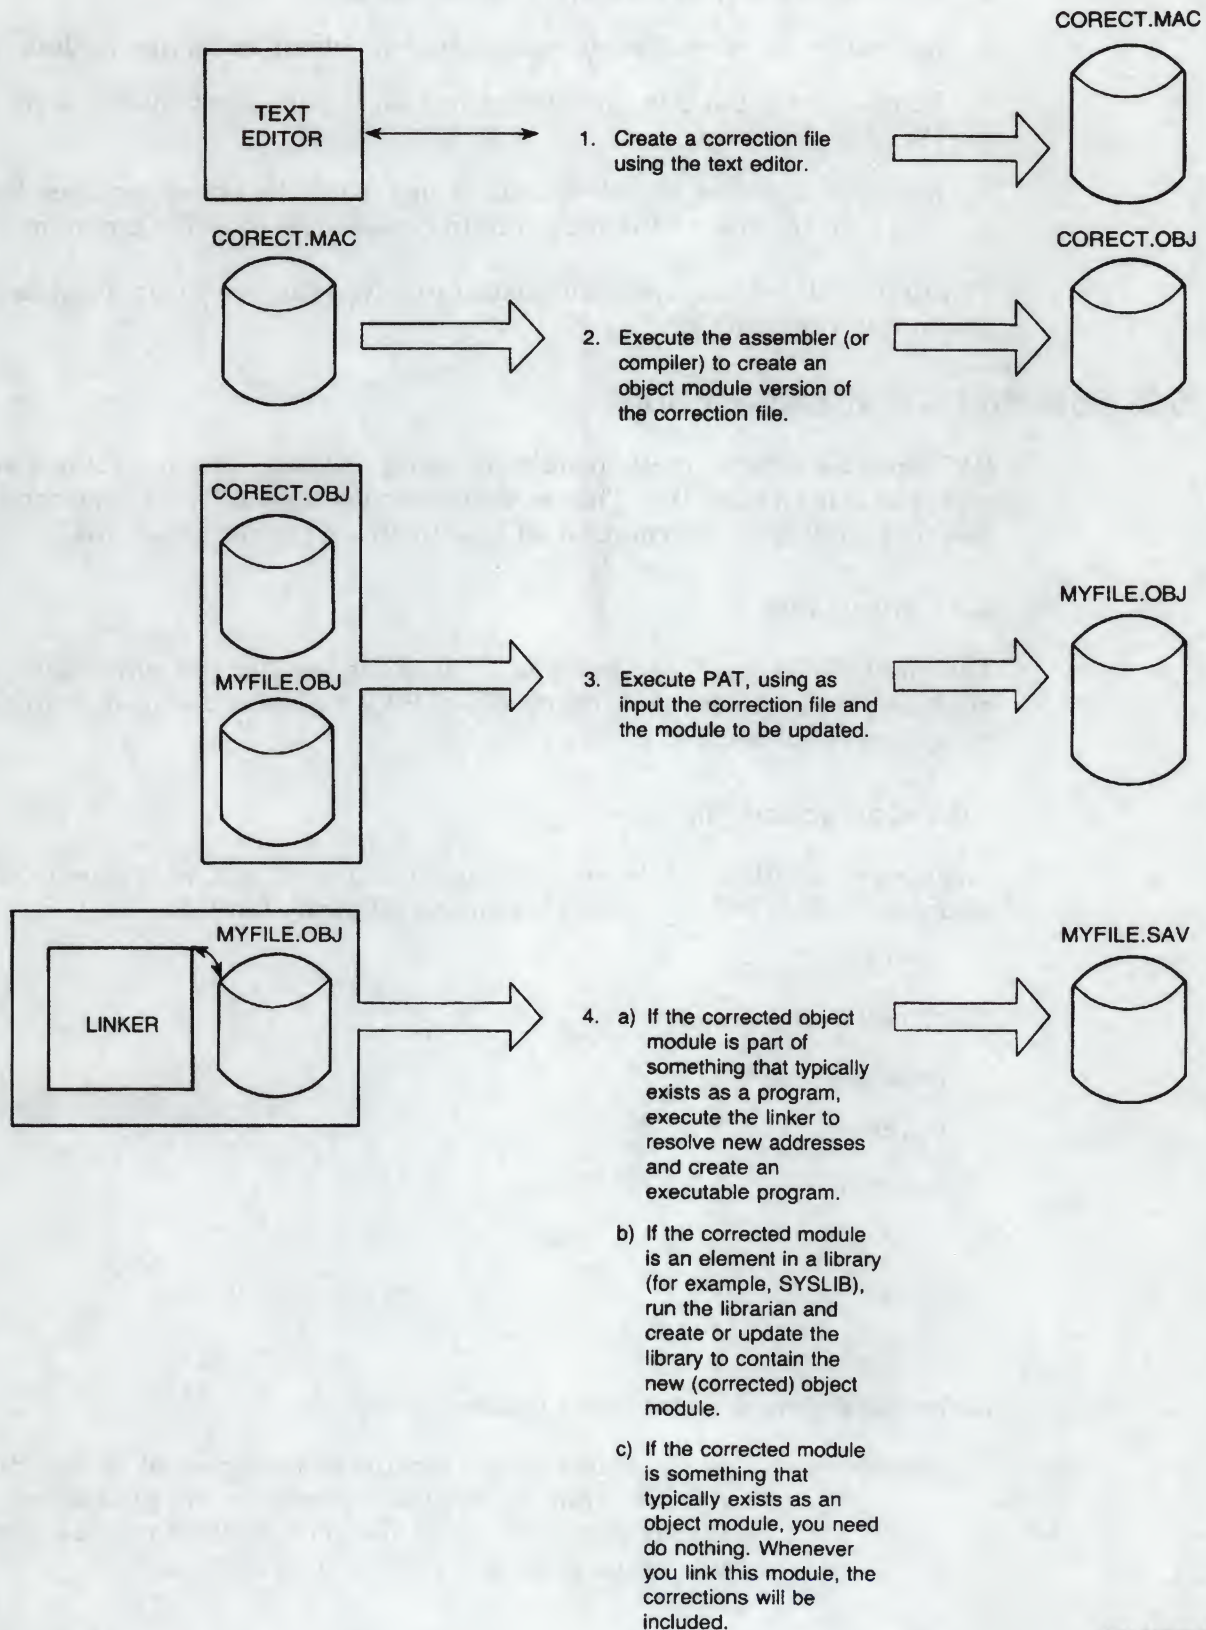 CORECT.MAC
TEXT
EDITOR
1. Create a correction file
using the text editor.
CORECT.MAC
CORECT.OBJ
2. Execute the assembler (or
compiler) to create an
object module version of
the correction file.
CORECT.OBJ
MYFILE.OBJ
3. Execute PAT, using as
input the correction file and
the module to be updated.
MYFILE.OBJ
MYFILE.OBJ
LINKER
MYFILE.SAV
4. a) If the corrected object
module is part of
something that typically
exists as a program,
execute the linker to
resolve new addresses
and create an
executable program.
b) If the corrected module
is an element in a library
(for example, SYSLIB),
run the librarian and
create or update the
library to contain the
new (corrected) object
module.
c) If the corrected module
is something that
typically exists as an
object module, you need
do nothing. Whenever
you link this module, the
corrections will be
included.